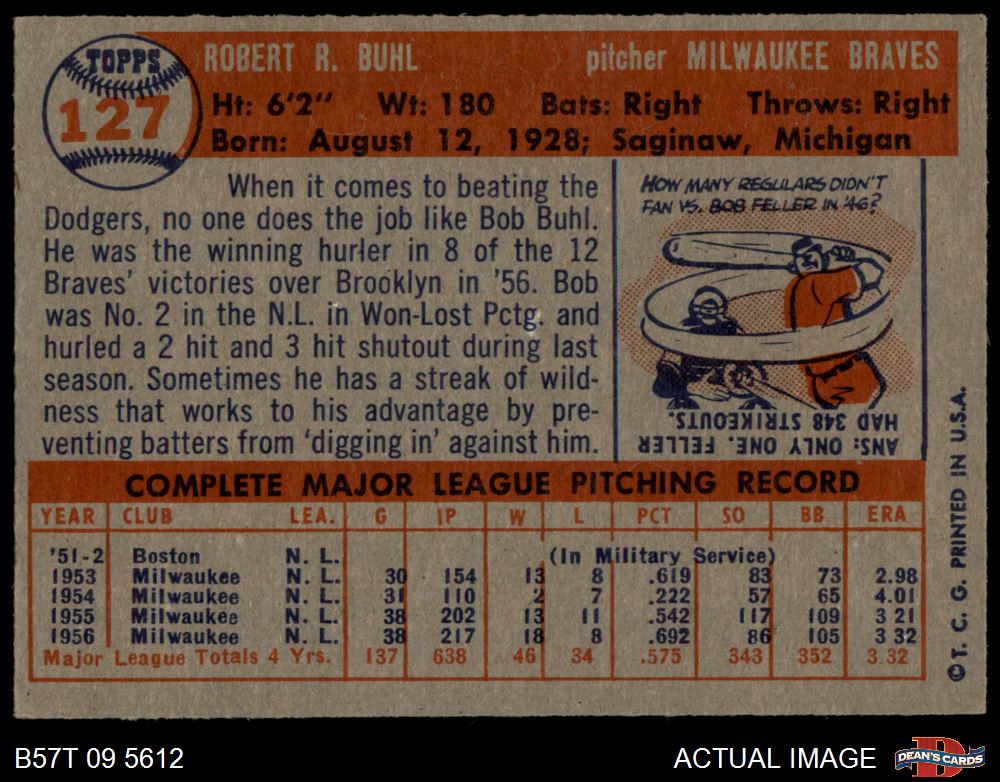 TOPPS
127
ROBERT R. BUHL pitcher MILWAUKEE BRAVES
Ht: 6'2" Wt: 180 Bats: Right Throws: Right
Born: August 12, 1928; Saginaw, Michigan
When it comes to beating the
Dodgers, no one does the job like Bob Buhl.
He was the winning hurler in 8 of the 12
Braves' victories over Brooklyn in '56. Bob
was No. 2 in the N.L. in Won-Lost Pctg. and
hurled a 2 hit and 3 hit shutout during last
season. Sometimes he has a streak of wild-
ness that works to his advantage by pre-
venting batters from 'digging in' against him.
HOW MANY REGULARS DIDN'T
FAN VS. BOB FELLER IN '46?
ANS: ONLY ONE. FELLER
HAD 348 STRIKEOUTS.
COMPLETE MAJOR LEAGUE PITCHING RECORD
YEAR CLUB LEA. G IP W L PCT SO BB ERA
'51-2 Boston N. L. (In Military Service)
1953 Milwaukee N. L. 30 154 13 8 .619 83 73 2.98
1954 Milwaukee N. L. 31 110 2 7 .222 57 65 4.01
1955 Milwaukee N. L. 38 202 13 11 .542 117 109 3 21
1956 Milwaukee N. L. 38 217 18 8 .692 86 105 3 32
Major League Totals 4 Yrs. 137 638 46 34 .575 343 352 3.32
©T. C. G. PRINTED IN U.S.A.
B57T 09 5612 ACTUAL IMAGE
DEAN'S CARDS